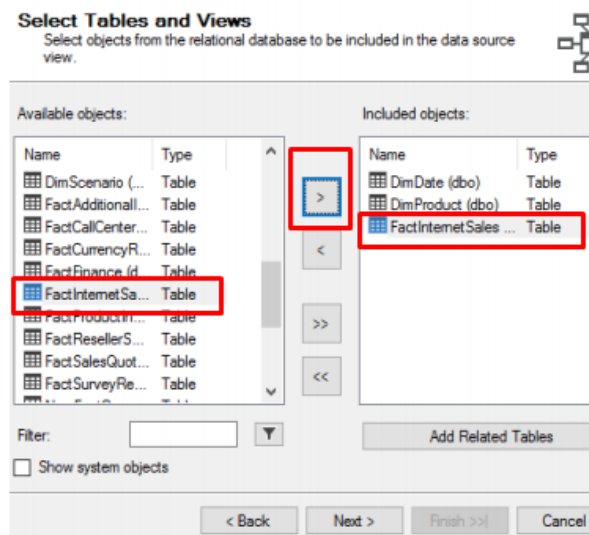 Select Tables and Views
Select objects from the relational database to be included in the data source
view.
Available objects:
Name Type
DimScenario (... Table
FactAdditionalI... Table
FactCallCenter... Table
FactCurrencyR... Table
FactFinance (d... Table
FactInternetSa... Table
FactProductIn... Table
FactResellerS... Table
FactSalesQuot... Table
FactSurveyRe... Table
>
<
>>
<<
Included objects:
Name Type
DimDate (dbo) Table
DimProduct (dbo) Table
FactInternetSales ... Table
Filter:
Add Related Tables
Show system objects
< Back Next > Finish >>| Cancel